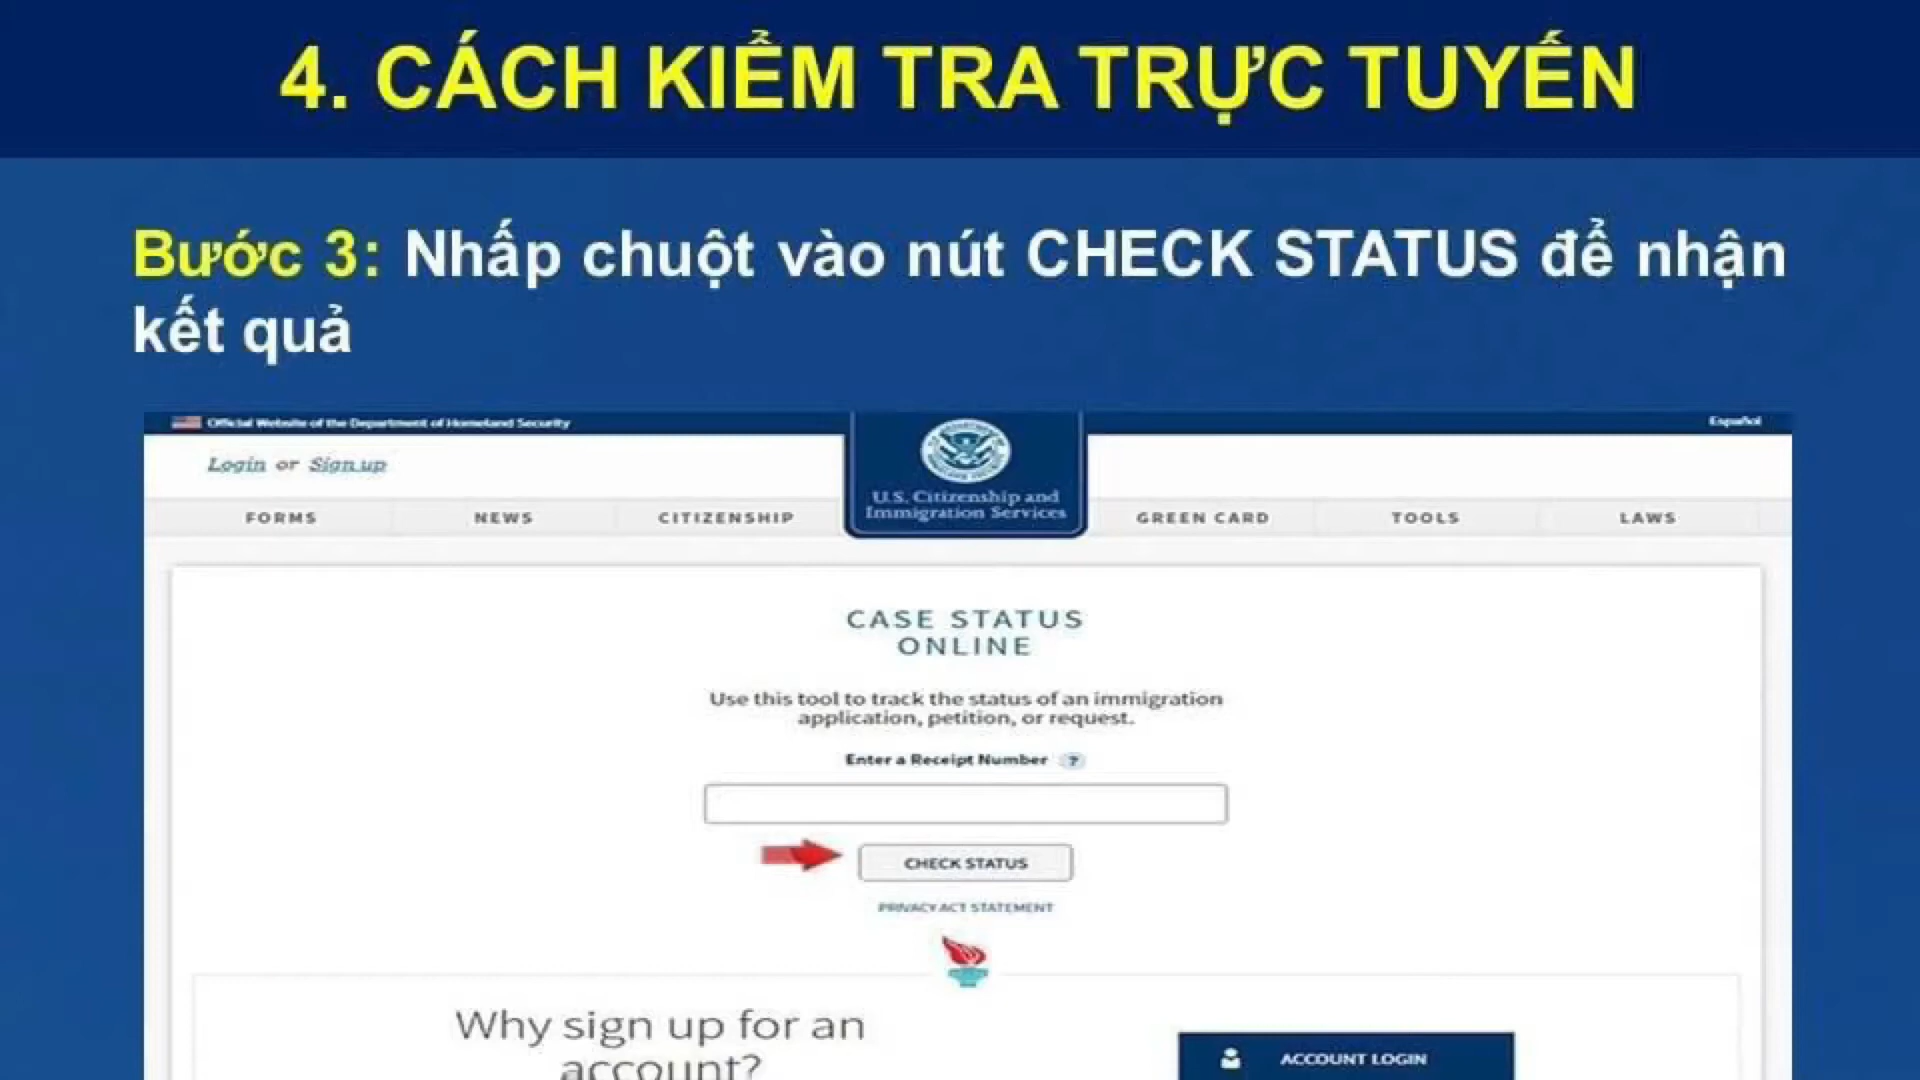 4. CÁCH KIỂM TRA TRỰC TUYẾN
Bước 3: Nhấp chuột vào nút CHECK STATUS để nhận
kết quả
Official Website of the Department of Homeland Security
Español
Login or Sign up
U.S. Citizenship and
Immigration Services
FORMS NEWS CITIZENSHIP GREEN CARD TOOLS LAWS
CASE STATUS
ONLINE
Use this tool to track the status of an immigration
application, petition, or request.
Enter a Receipt Number ?
CHECK STATUS
PRIVACY ACT STATEMENT
Why sign up for an
account?
ACCOUNT LOGIN